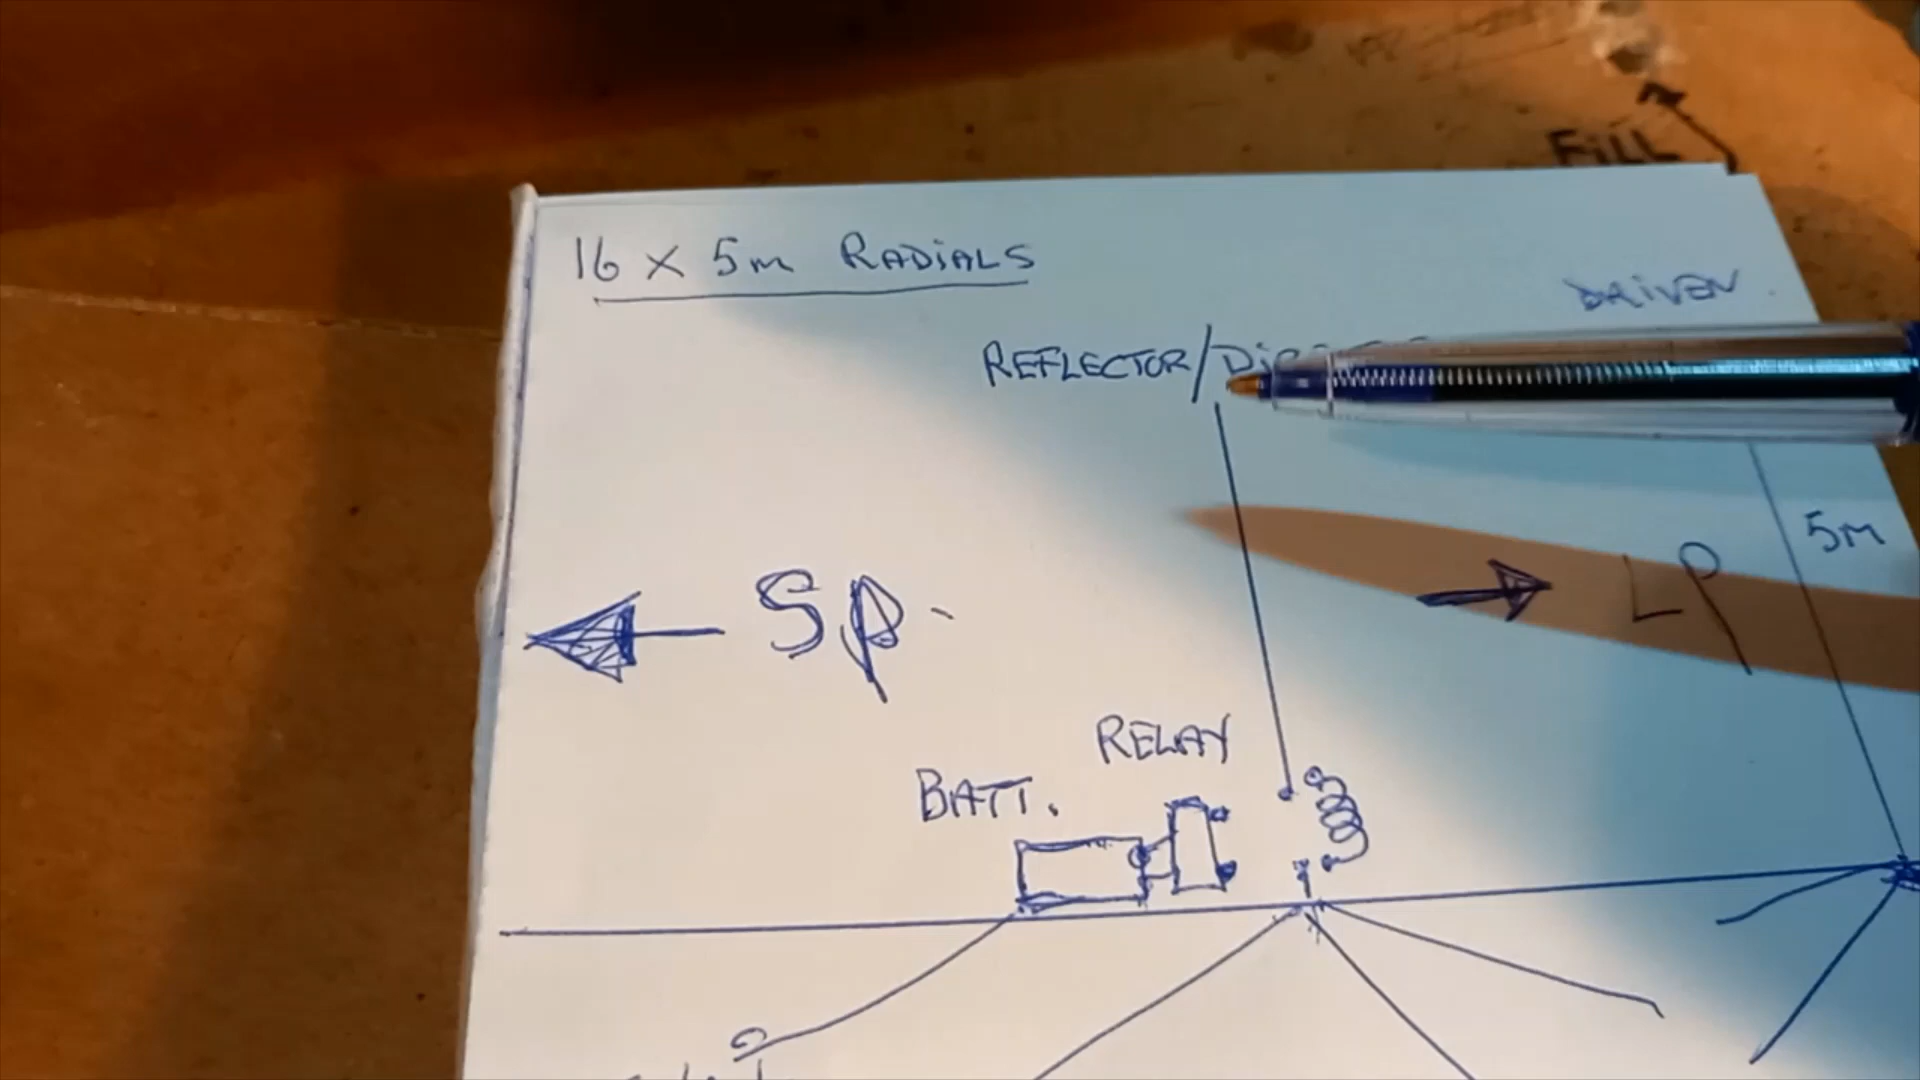 FILL
16 x 5m RADIALS
DRIVEN
REFLECTOR/
5m
LP
Sp
RELAY
BATT.